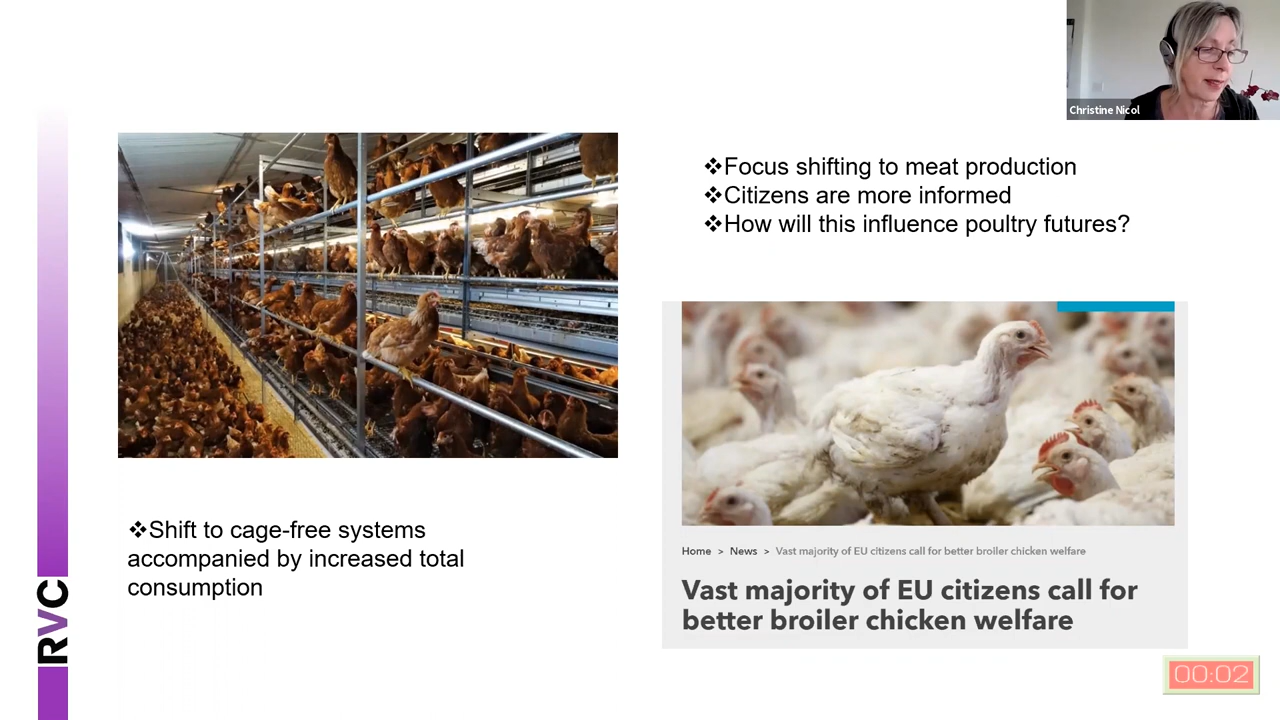 Christine Nicol
❖Focus shifting to meat production
❖Citizens are more informed
❖How will this influence poultry futures?
❖Shift to cage-free systems
accompanied by increased total
consumption
Home > News > Vast majority of EU citizens call for better broiler chicken welfare
Vast majority of EU citizens call for
better broiler chicken welfare
RVC
00:02